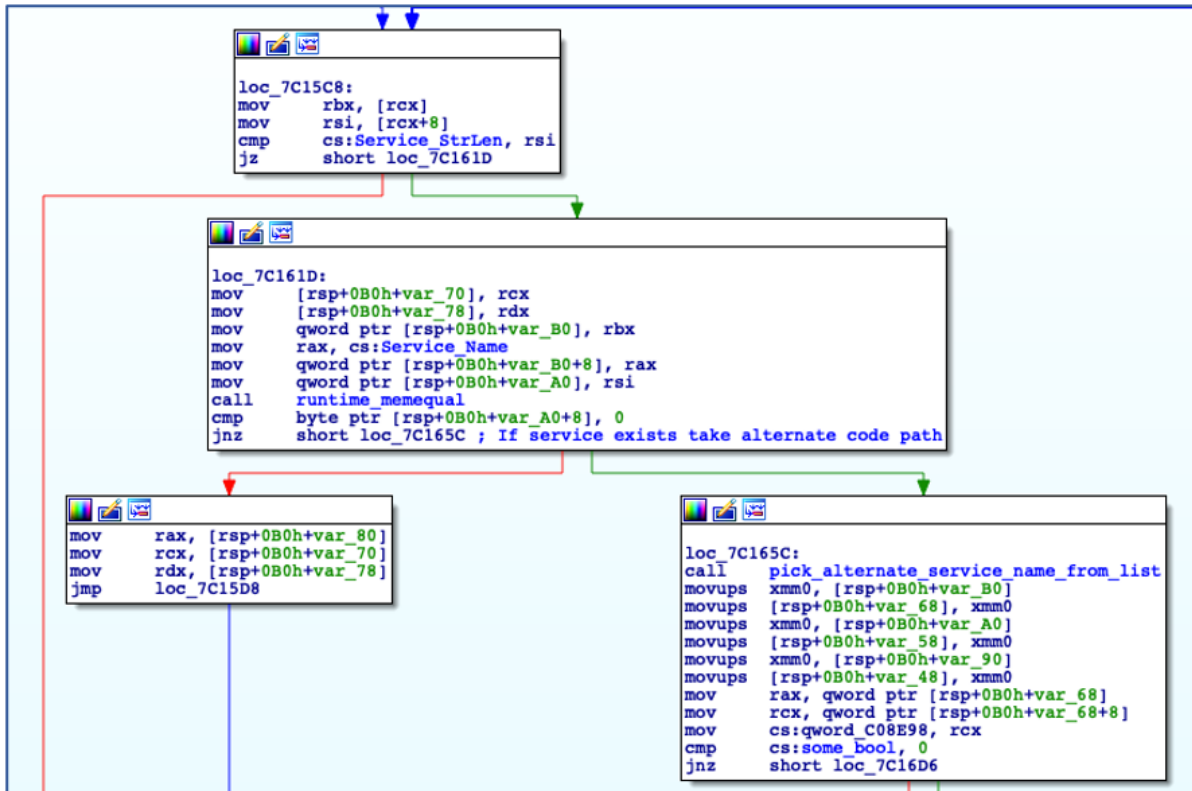 loc_7C15C8:
mov rbx, [rcx]
mov rsi, [rcx+8]
cmp cs:Service_StrLen, rsi
jz short loc_7C161D
loc_7C161D:
mov [rsp+0B0h+var_70], rcx
mov [rsp+0B0h+var_78], rdx
mov qword ptr [rsp+0B0h+var_B0], rbx
mov rax, cs:Service_Name
mov qword ptr [rsp+0B0h+var_B0+8], rax
mov qword ptr [rsp+0B0h+var_A0], rsi
call runtime_memequal
cmp byte ptr [rsp+0B0h+var_A0+8], 0
jnz short loc_7C165C ; If service exists take alternate code path
mov rax, [rsp+0B0h+var_80]
mov rcx, [rsp+0B0h+var_70]
mov rdx, [rsp+0B0h+var_78]
jmp loc_7C15D8
loc_7C165C:
call pick_alternate_service_name_from_list
movups xmm0, [rsp+0B0h+var_B0]
movups [rsp+0B0h+var_68], xmm0
movups xmm0, [rsp+0B0h+var_A0]
movups [rsp+0B0h+var_58], xmm0
movups xmm0, [rsp+0B0h+var_90]
movups [rsp+0B0h+var_48], xmm0
mov rax, qword ptr [rsp+0B0h+var_68]
mov rcx, qword ptr [rsp+0B0h+var_68+8]
mov cs:qword_C08E98, rcx
cmp cs:some_bool, 0
jnz short loc_7C16D6